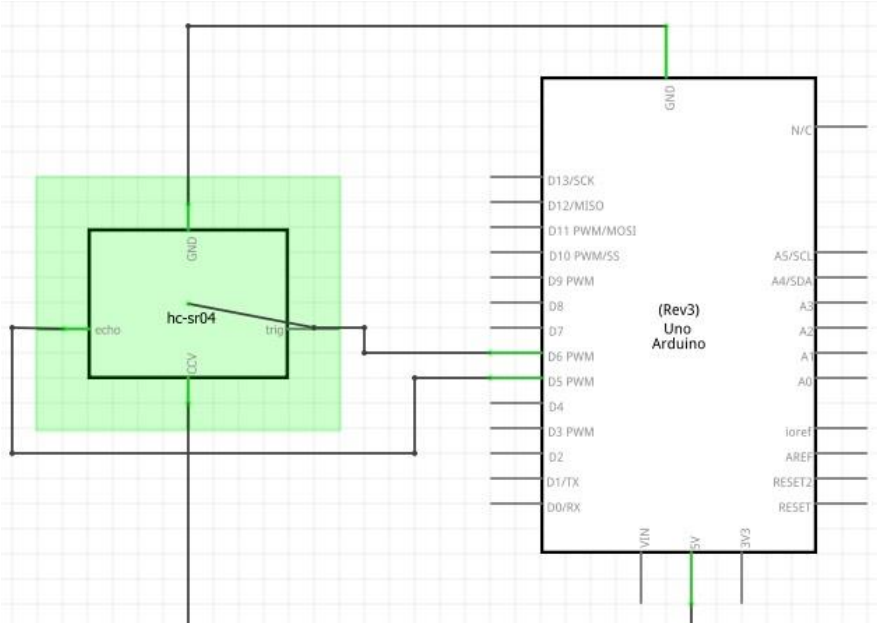 GND
N/C
D13/SCK
D12/MISO
D11 PWM/MOSI
D10 PWM/SS
A5/SCL
D9 PWM
A4/SDA
D8
A3
D7
A2
D6 PWM
A1
D5 PWM
A0
D4
D3 PWM
ioref
D2
AREF
D1/TX
RESET2
D0/RX
RESET
VIN
5V
3V3
(Rev3)
Uno
Arduino
GND
hc-sr04
echo
trig
CCV